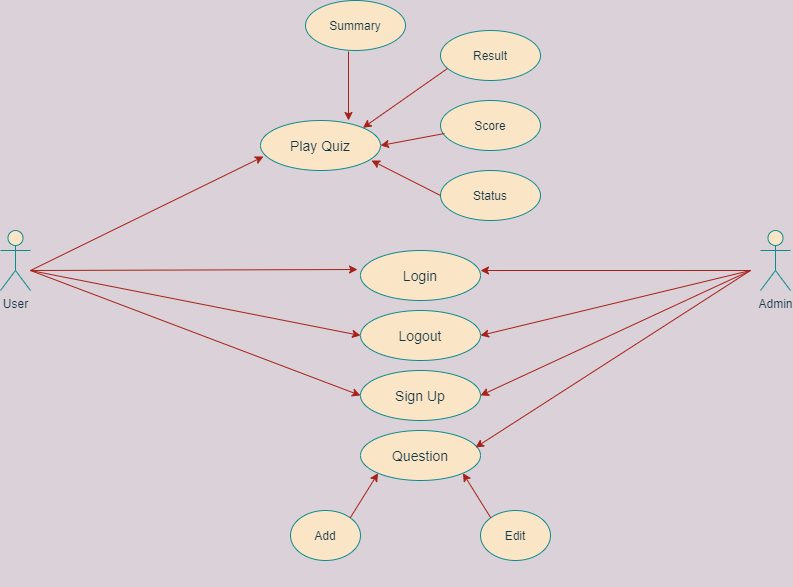 Summary
Result
Score
Play Quiz
Status
Login
User
Admin
Logout
Sign Up
Question
Add
Edit